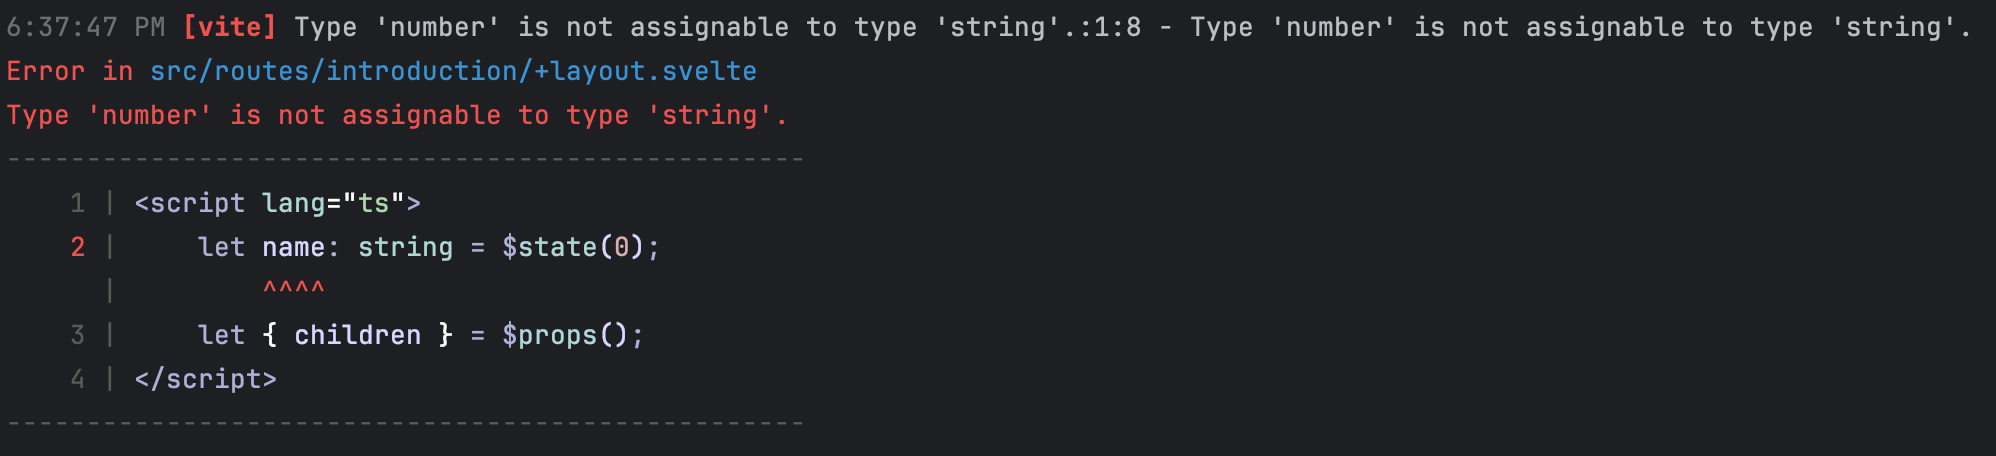 6:37:47 PM [vite] Type 'number' is not assignable to type 'string'.:1:8 - Type 'number' is not assignable to type 'string'.
Error in src/routes/introduction/+layout.svelte
Type 'number' is not assignable to type 'string'.
--------------------------------------------------
    1 | <script lang="ts">
    2 |     let name: string = $state(0);
      |         ^^^^
    3 |     let { children } = $props();
    4 | </script>
--------------------------------------------------